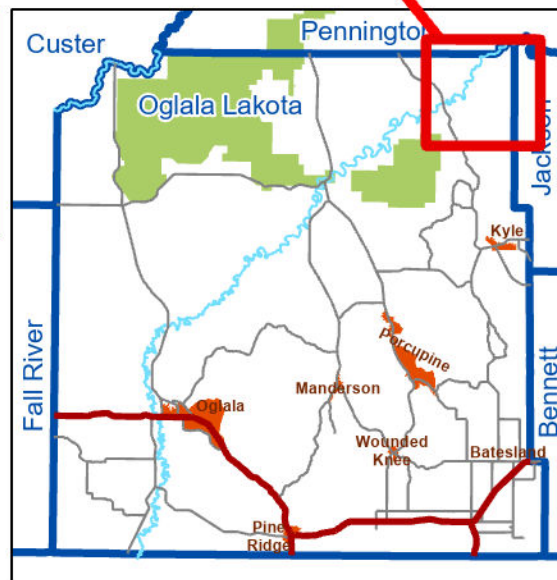 Custer
Pennington
Oglala Lakota
Jackson
Kyle
Porcupine
Fall River
Manderson
Oglala
Bennett
Wounded
Knee
Batesland
Pine
Ridge